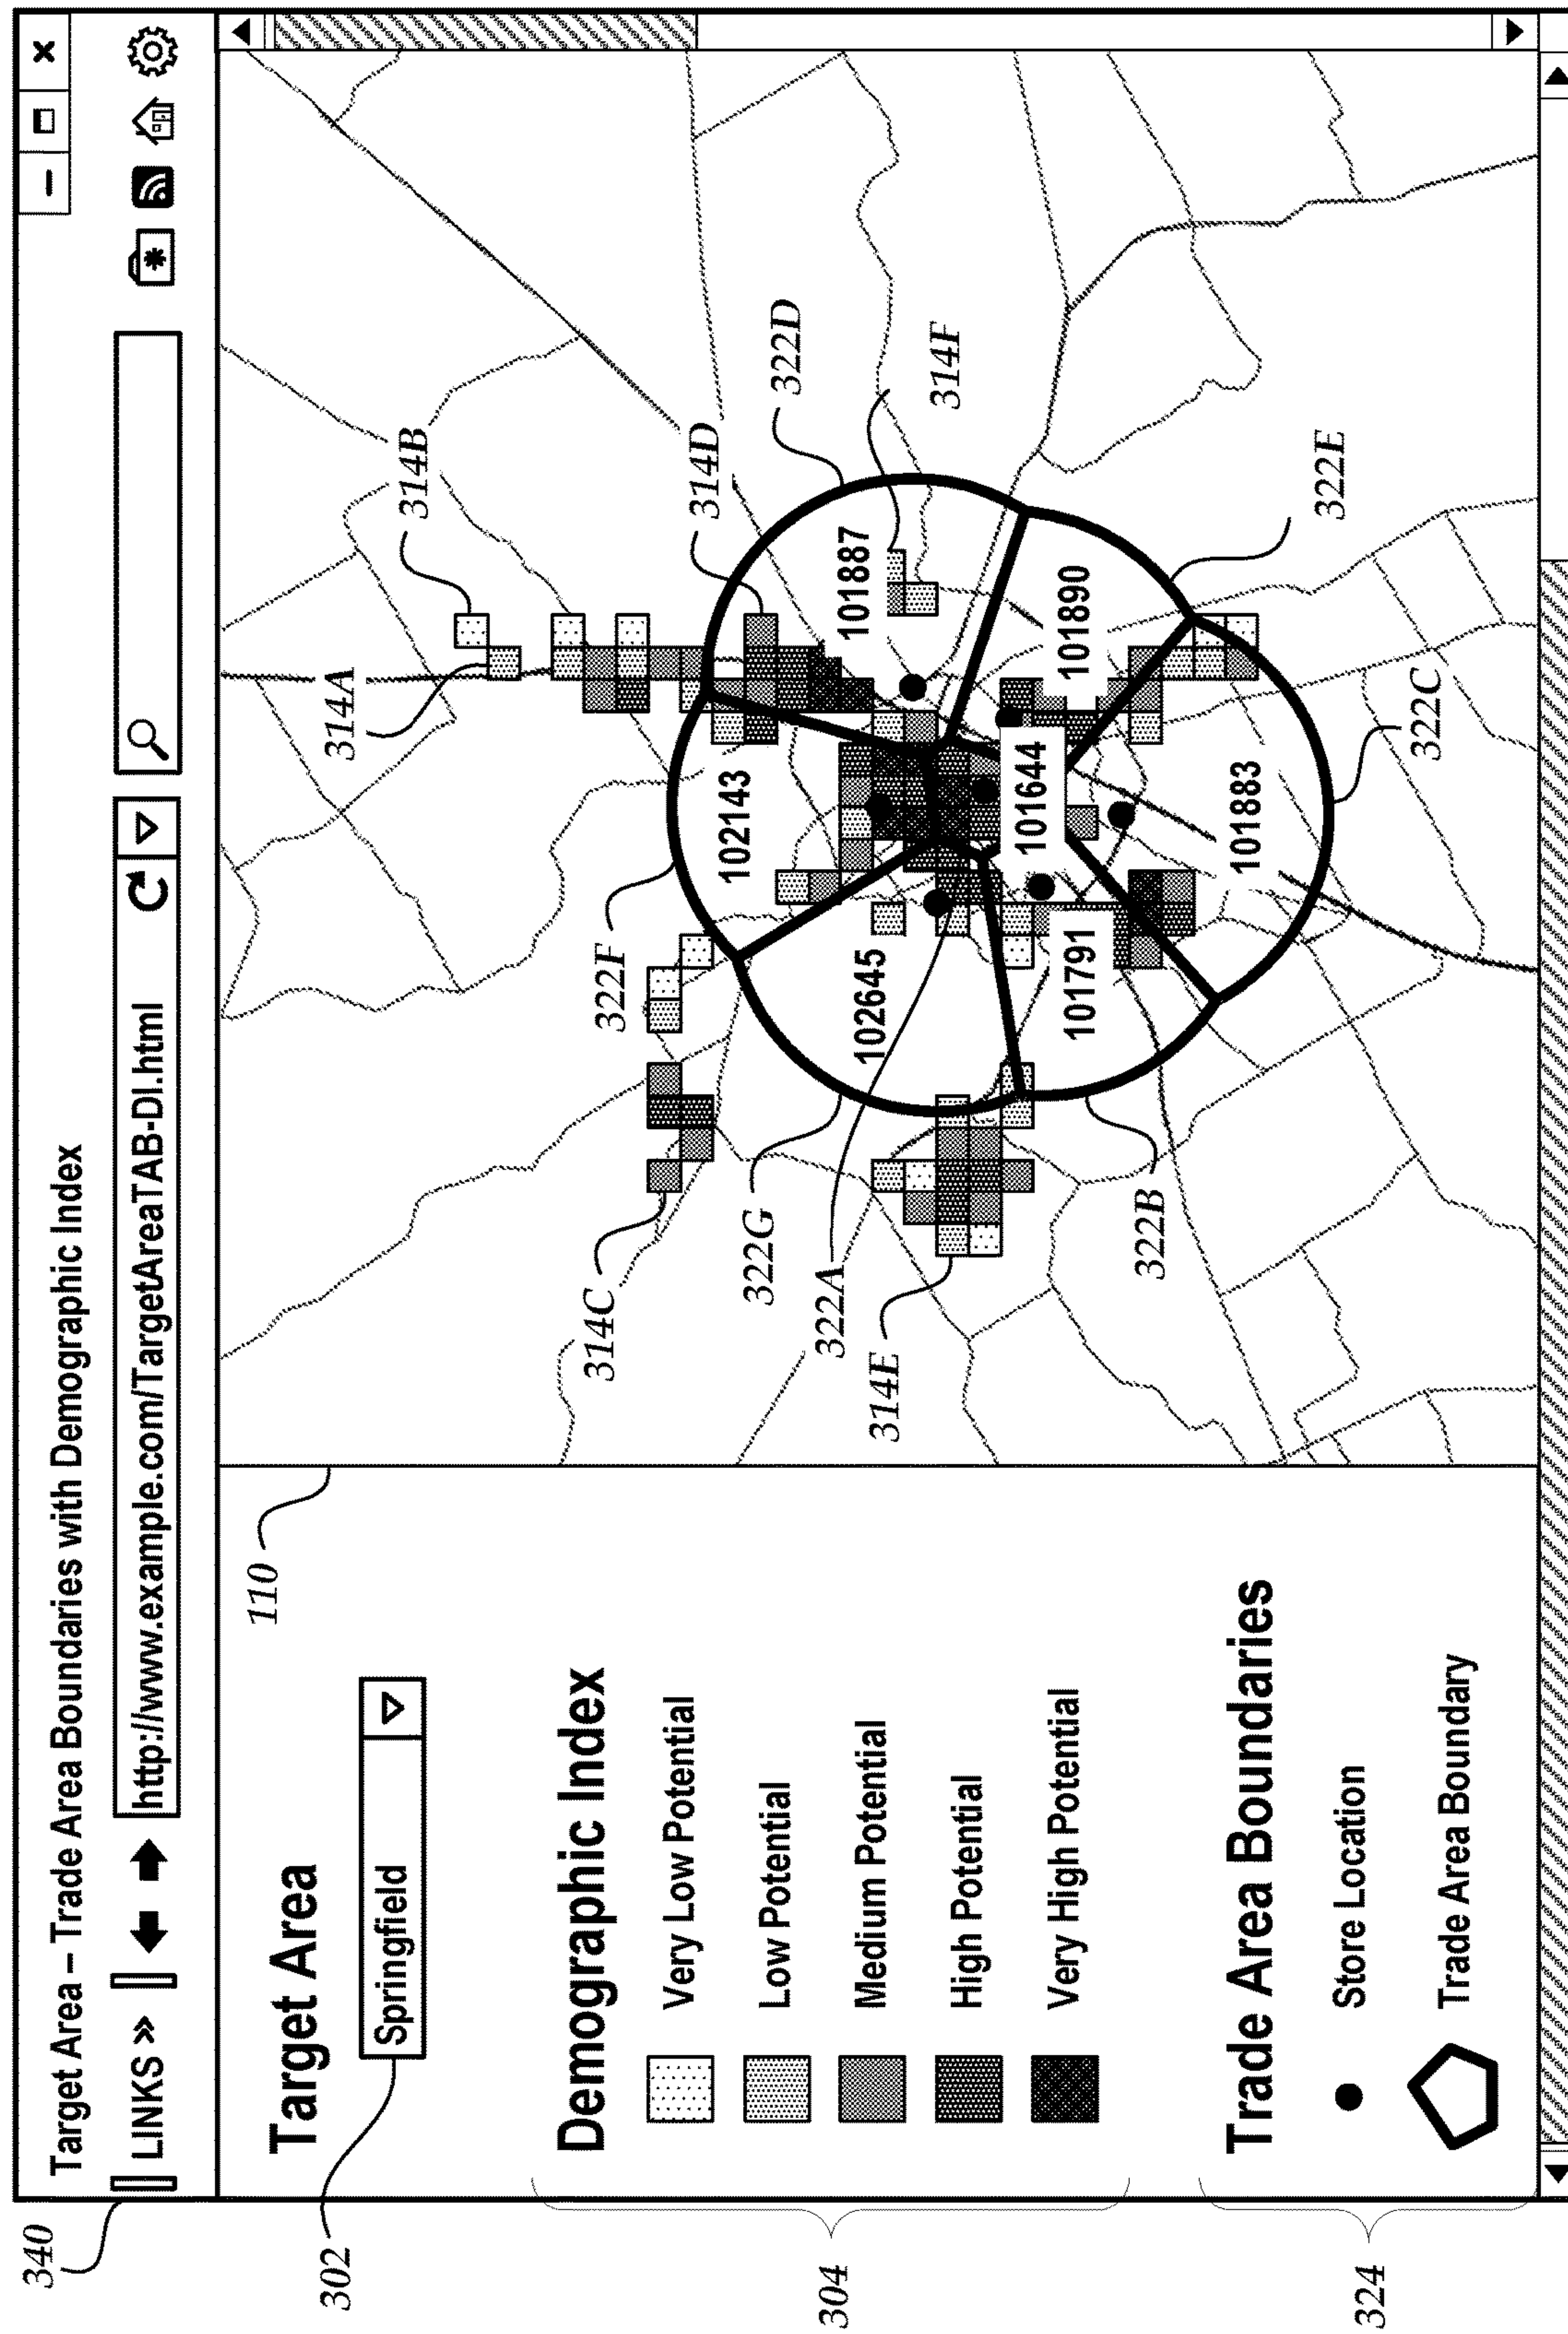 340
Target Area – Trade Area Boundaries with Demographic Index
LINKS »
http://www.example.com/TargetAreaTAB-DI.html
302
Target Area
Springfield
110
304
Demographic Index
Very Low Potential
Low Potential
Medium Potential
High Potential
Very High Potential
324
Trade Area Boundaries
Store Location
Trade Area Boundary
314A
314B
314C
322F
314D
322G
102143
322D
322A
102645
101887
314E
314F
101644
101791
101890
322B
101883
322E
322C